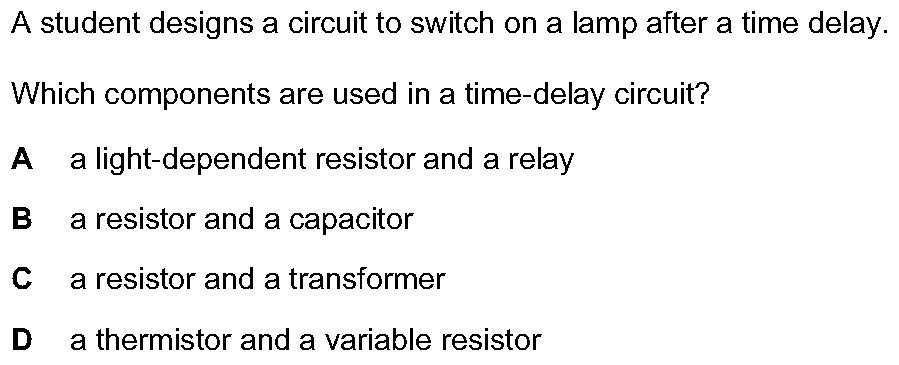 A student designs a circuit to switch on a lamp after a time delay.
Which components are used in a time-delay circuit?
A a light-dependent resistor and a relay
B a resistor and a capacitor
C a resistor and a transformer
D a thermistor and a variable resistor